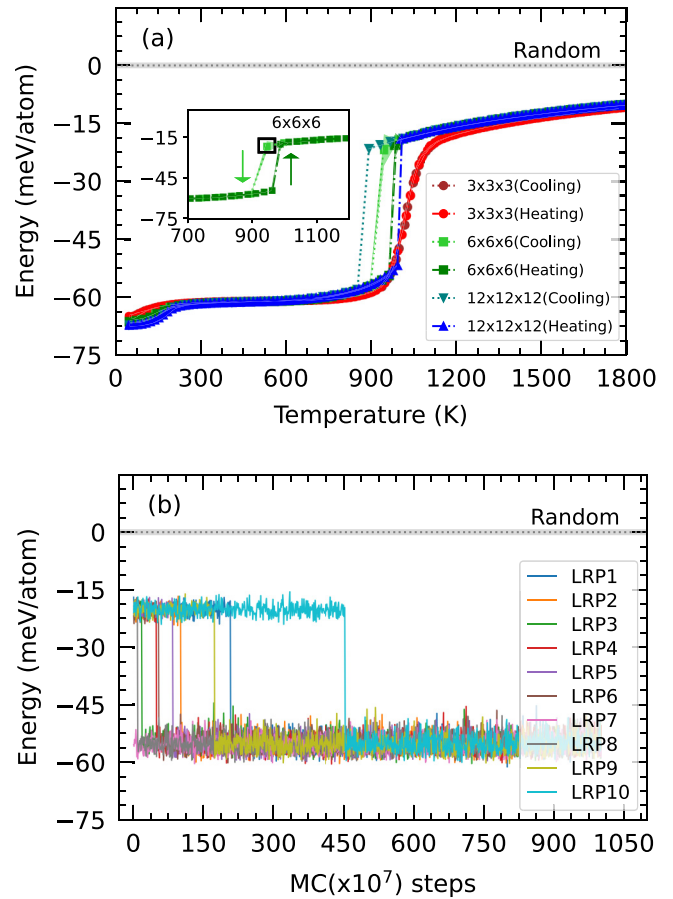 (a)
Random
0
−15
−30
−45
−60
−75
Energy (meV/atom)
6x6x6
−15
−45
−75
700
900
1100
3x3x3(Cooling)
3x3x3(Heating)
6x6x6(Cooling)
6x6x6(Heating)
12x12x12(Cooling)
12x12x12(Heating)
0
300
600
900
1200
1500
1800
Temperature (K)
(b)
Random
0
−15
−30
−45
−60
−75
Energy (meV/atom)
LRP1
LRP2
LRP3
LRP4
LRP5
LRP6
LRP7
LRP8
LRP9
LRP10
0
150
300
450
600
750
900
1050
MC(x10⁷) steps